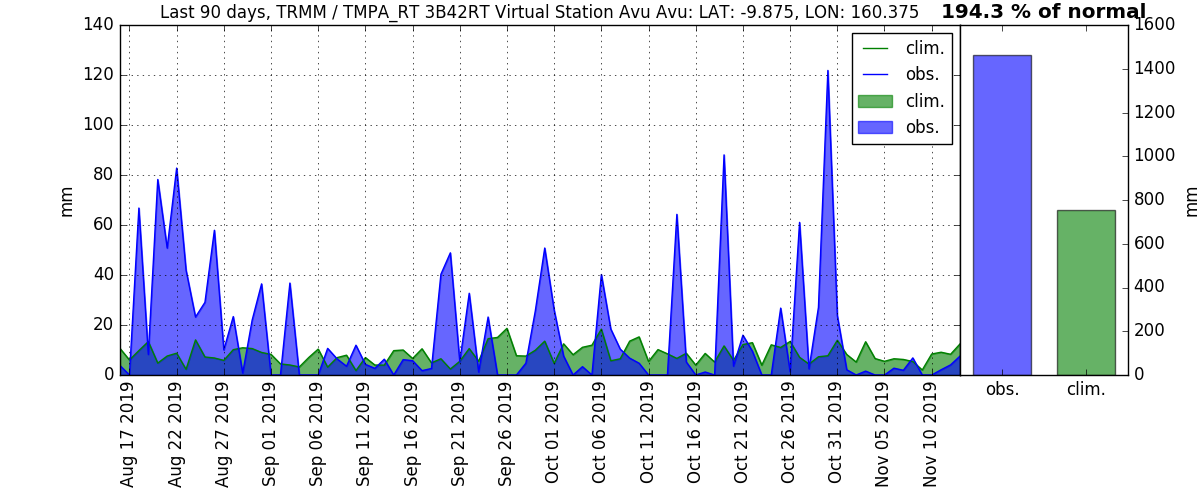 Last 90 days, TRMM / TMPA_RT 3B42RT Virtual Station Avu Avu: LAT: -9.875, LON: 160.375
194.3 % of normal
140
120
100
80
60
40
20
0
mm
clim.
obs.
clim.
obs.
1600
1400
1200
1000
800
600
400
200
0
mm
Aug 17 2019
Aug 22 2019
Aug 27 2019
Sep 01 2019
Sep 06 2019
Sep 11 2019
Sep 16 2019
Sep 21 2019
Sep 26 2019
Oct 01 2019
Oct 06 2019
Oct 11 2019
Oct 16 2019
Oct 21 2019
Oct 26 2019
Oct 31 2019
Nov 05 2019
Nov 10 2019
obs.
clim.